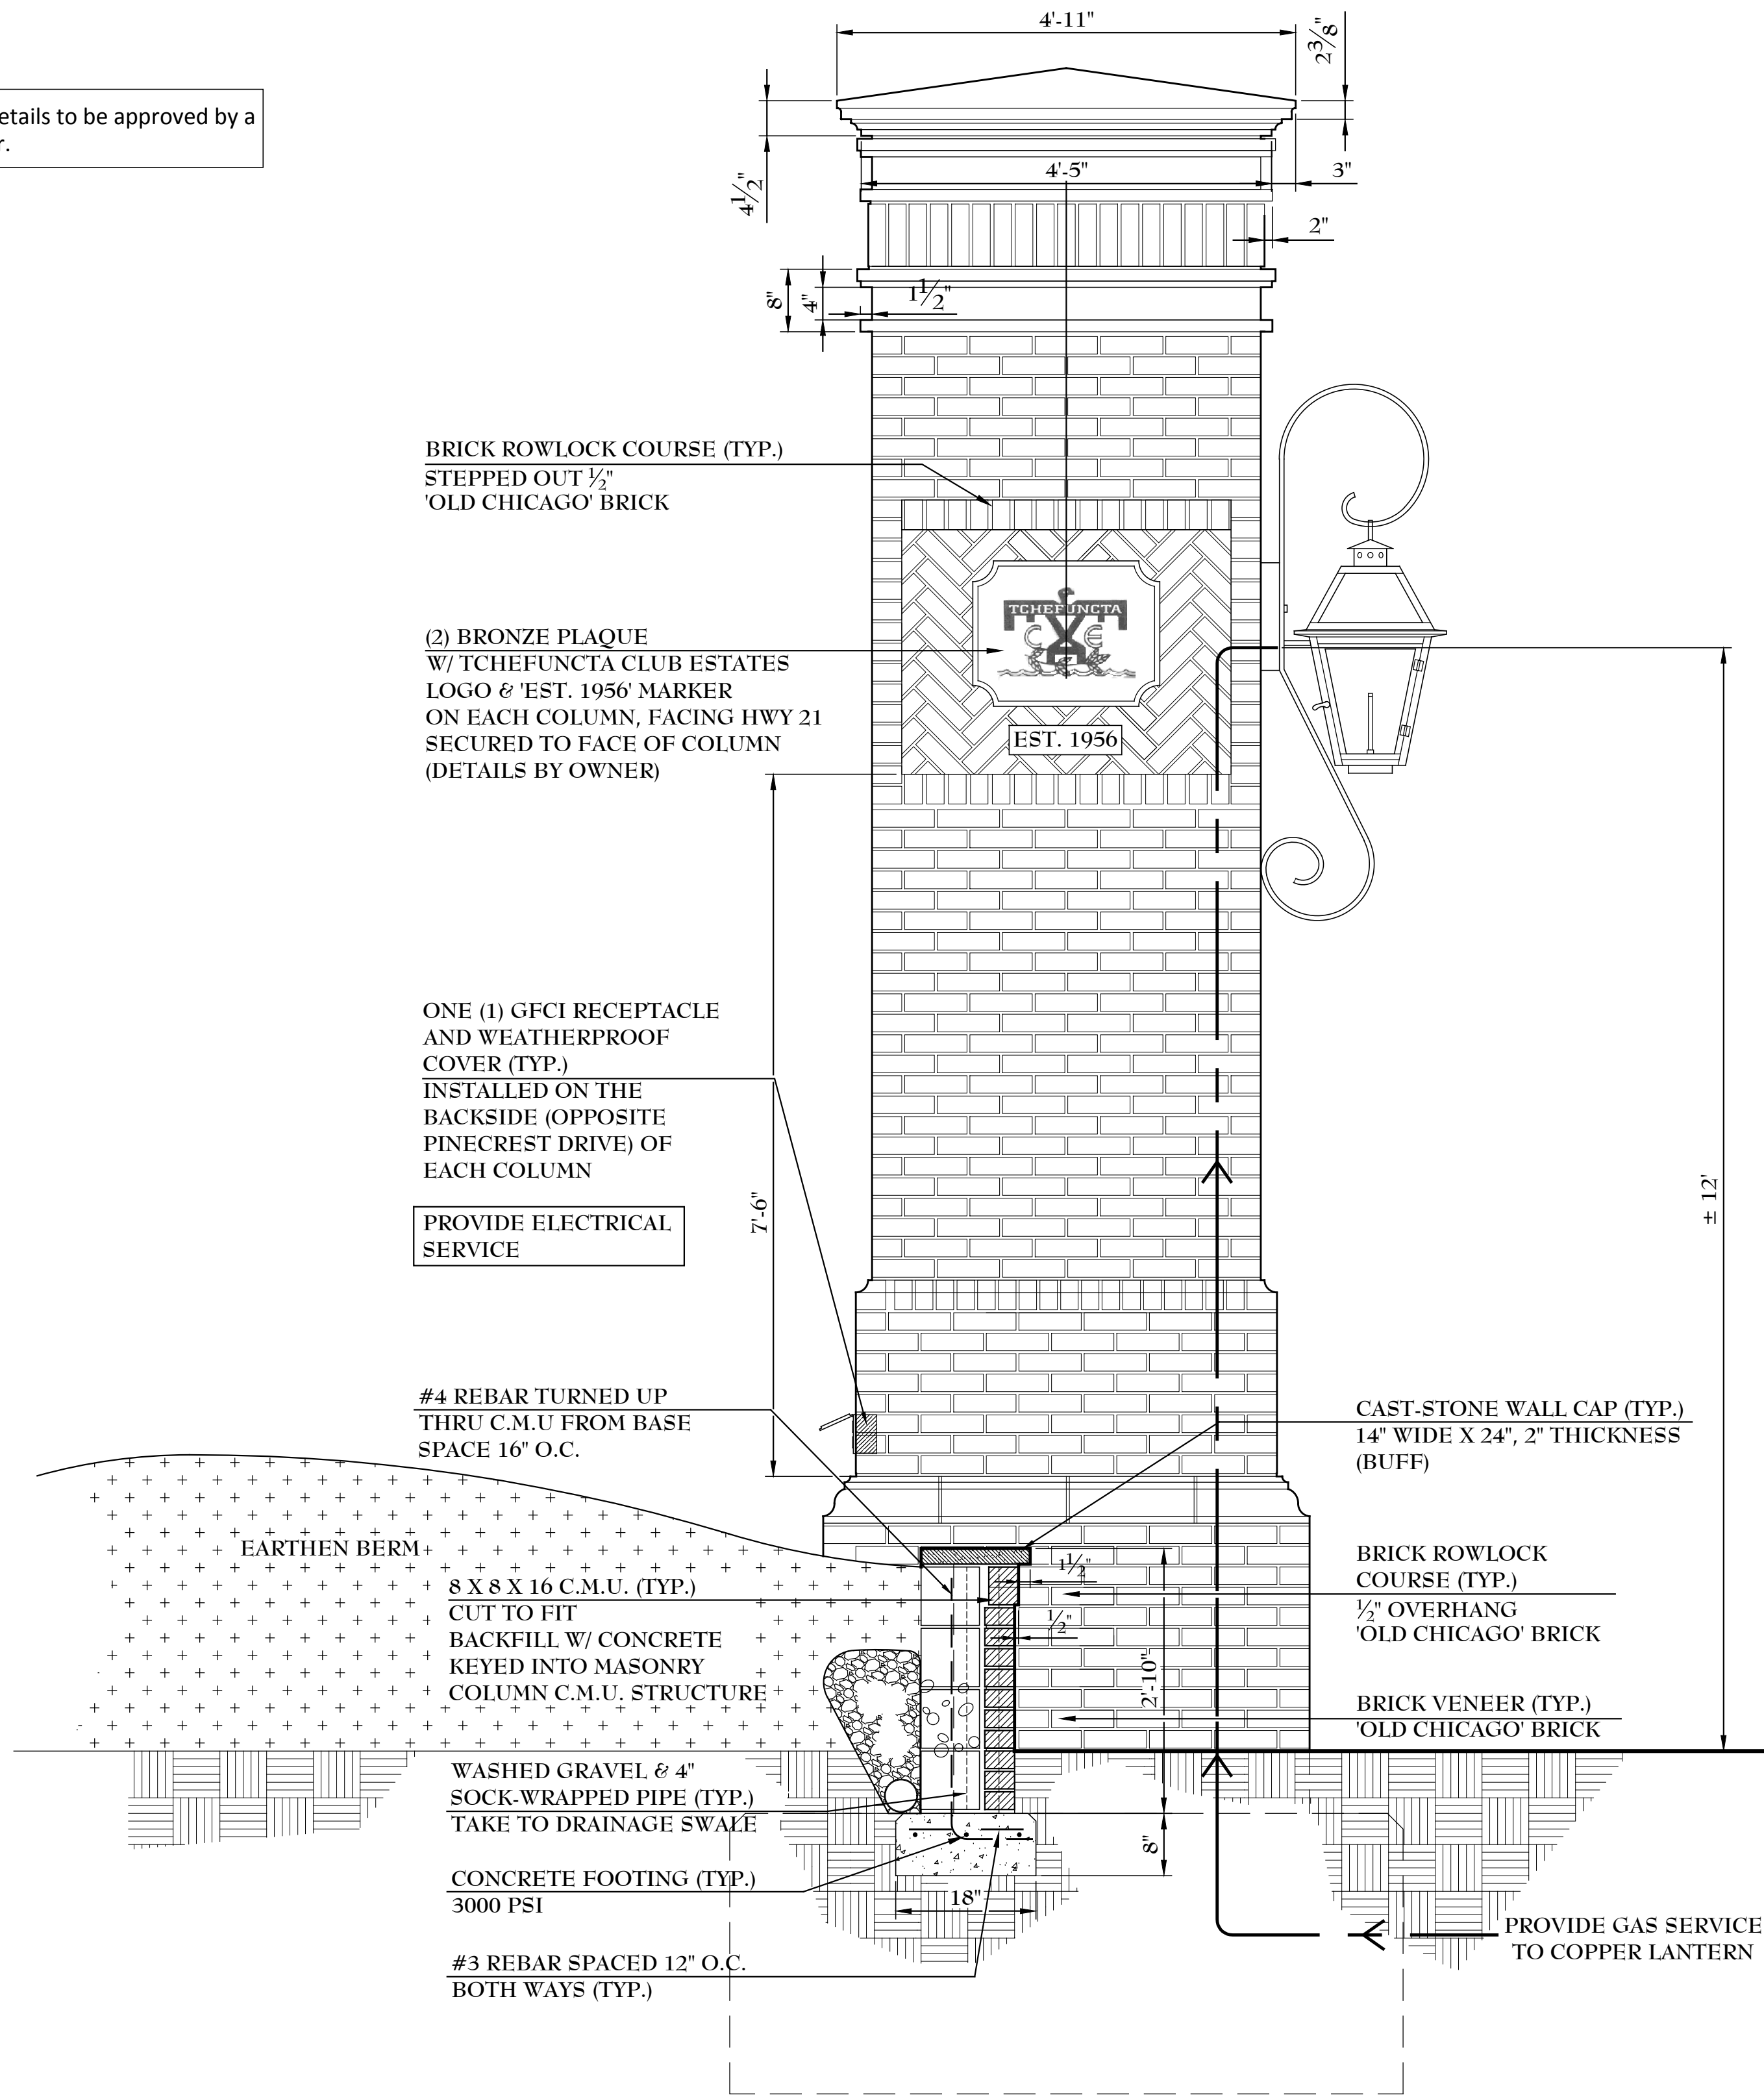 4'-11"
2 3/8"
etails to be approved by a
r.
4 1/2"
4'-5"
3"
2"
8"
4"
1 1/2"
BRICK ROWLOCK COURSE (TYP.)
STEPPED OUT 1/2"
'OLD CHICAGO' BRICK
TCHEFUNCTA
C E
(2) BRONZE PLAQUE
W/ TCHEFUNCTA CLUB ESTATES
LOGO & 'EST. 1956' MARKER
ON EACH COLUMN, FACING HWY 21
SECURED TO FACE OF COLUMN
(DETAILS BY OWNER)
EST. 1956
ONE (1) GFCI RECEPTACLE
AND WEATHERPROOF
COVER (TYP.)
INSTALLED ON THE
BACKSIDE (OPPOSITE
PINECREST DRIVE) OF
EACH COLUMN
7'-6"
± 12'
PROVIDE ELECTRICAL
SERVICE
#4 REBAR TURNED UP
THRU C.M.U FROM BASE
SPACE 16" O.C.
CAST-STONE WALL CAP (TYP.)
14" WIDE X 24", 2" THICKNESS
(BUFF)
EARTHEN BERM
8 X 8 X 16 C.M.U. (TYP.)
CUT TO FIT
BACKFILL W/ CONCRETE
KEYED INTO MASONRY
COLUMN C.M.U. STRUCTURE
1 1/2"
1/2"
2'-10"
BRICK ROWLOCK
COURSE (TYP.)
1/2" OVERHANG
'OLD CHICAGO' BRICK
BRICK VENEER (TYP.)
'OLD CHICAGO' BRICK
WASHED GRAVEL & 4"
SOCK-WRAPPED PIPE (TYP.)
TAKE TO DRAINAGE SWALE
8"
CONCRETE FOOTING (TYP.)
3000 PSI
18"
PROVIDE GAS SERVICE
TO COPPER LANTERN
#3 REBAR SPACED 12" O.C.
BOTH WAYS (TYP.)